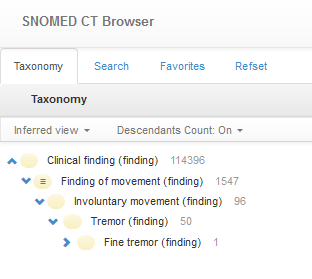 SNOMED CT Browser
Taxonomy Search Favorites Refset
Taxonomy
Inferred view Descendants Count: On
Clinical finding (finding) 114396
Finding of movement (finding) 1547
Involuntary movement (finding) 96
Tremor (finding) 50
Fine tremor (finding) 1